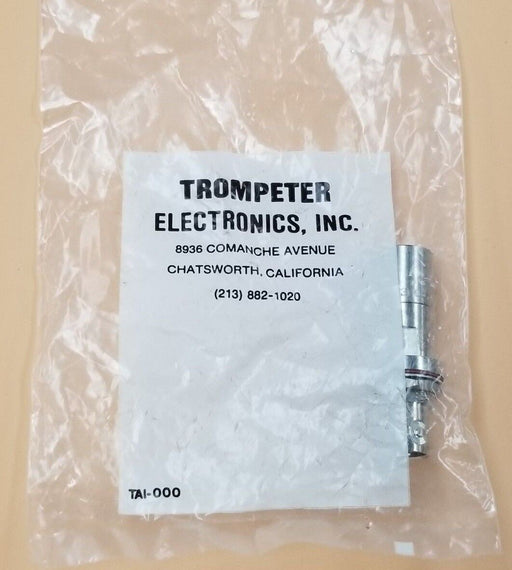 TROMPETER
ELECTRONICS, INC.
8936 COMANCHE AVENUE
CHATSWORTH, CALIFORNIA
(213) 882-1020
TAI-000